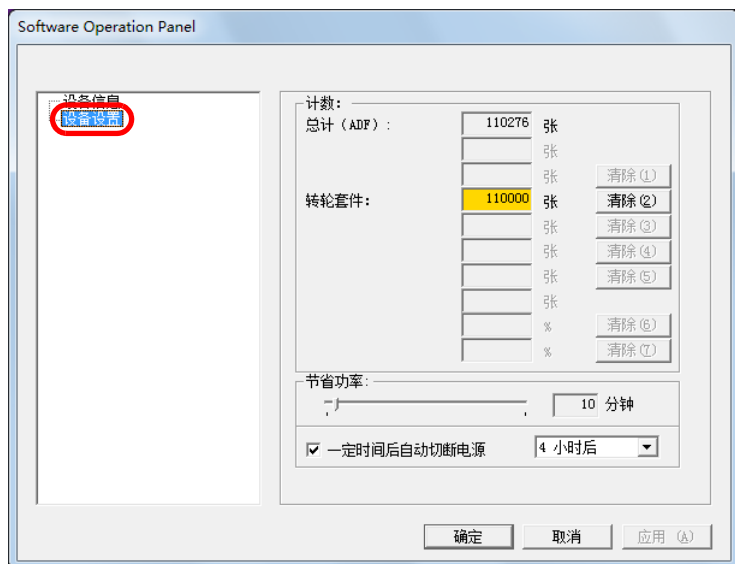 Software Operation Panel
设备信息
设备设置
计数:
总计（ADF）: 110276 张
张
张 清除(1)
转轮套件: 110000 张 清除(2)
张 清除(3)
张 清除(4)
张 清除(5)
张
% 清除(6)
% 清除(7)
节省功率:
10 分钟
一定时间后自动切断电源 4 小时后
确定 取消 应用 (A)